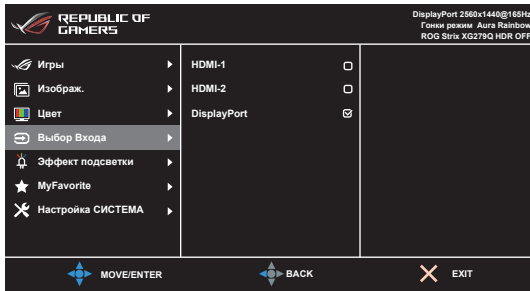 REPUBLIC OF
GAMERS
DisplayPort 2560x1440@165Hz
Гонки режим Aura Rainbow
ROG Strix XG279Q HDR OFF
Игры
Изображ.
Цвет
Выбор Входа
Эффект подсветки
MyFavorite
Настройка СИСТЕМА
HDMI-1
HDMI-2
DisplayPort
MOVE/ENTER
BACK
EXIT